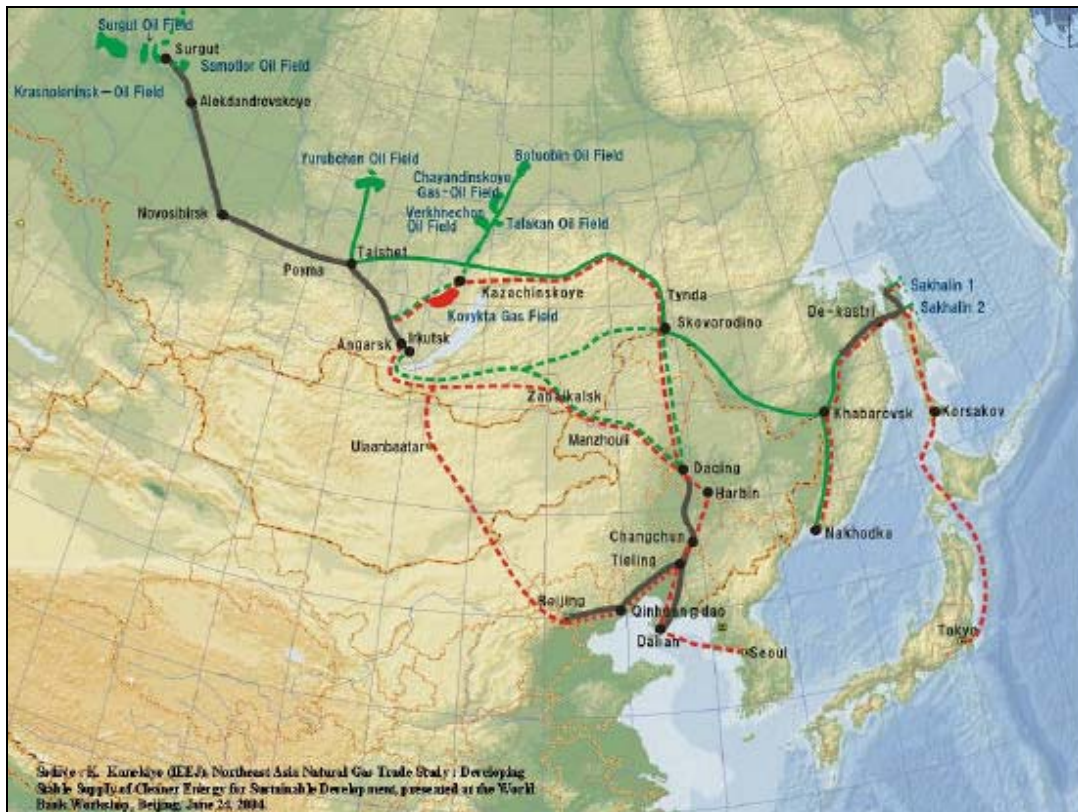 Surgut Oil Field
Surgut
Samotlor Oil Field
Krasnoleninsk-Oil Field
Alekdandrovskoye
Yurubchen Oil Field
Botuobin Oil Field
Chayandinskoye
Gas-Oil Field
Verkhnechon
Oil Field
Talakan Oil Field
Novosibirsk
Taishet
Poxma
Kazachinskoye
Kovykta Gas Field
Tynda
Skovorodino
Sakhalin 1
Sakhalin 2
De-kastri
Irkutsk
Angarsk
Zabaikalsk
Khabarovsk
Korsakov
Manzhouli
Ulaanbaatar
Daqing
Harbin
Nakhodka
Changchun
Tieling
Beijing
Qinhuangdao
Dalian
Seoul
Tokyo
K. Kanekiyo (IEEJ), Northeast Asia Natural Gas Trade Study : Developing
Stable Supply of Cleaner Energy for Sustainable Development, presented at the World
Bank Workshop, Beijing, June 24, 2004.